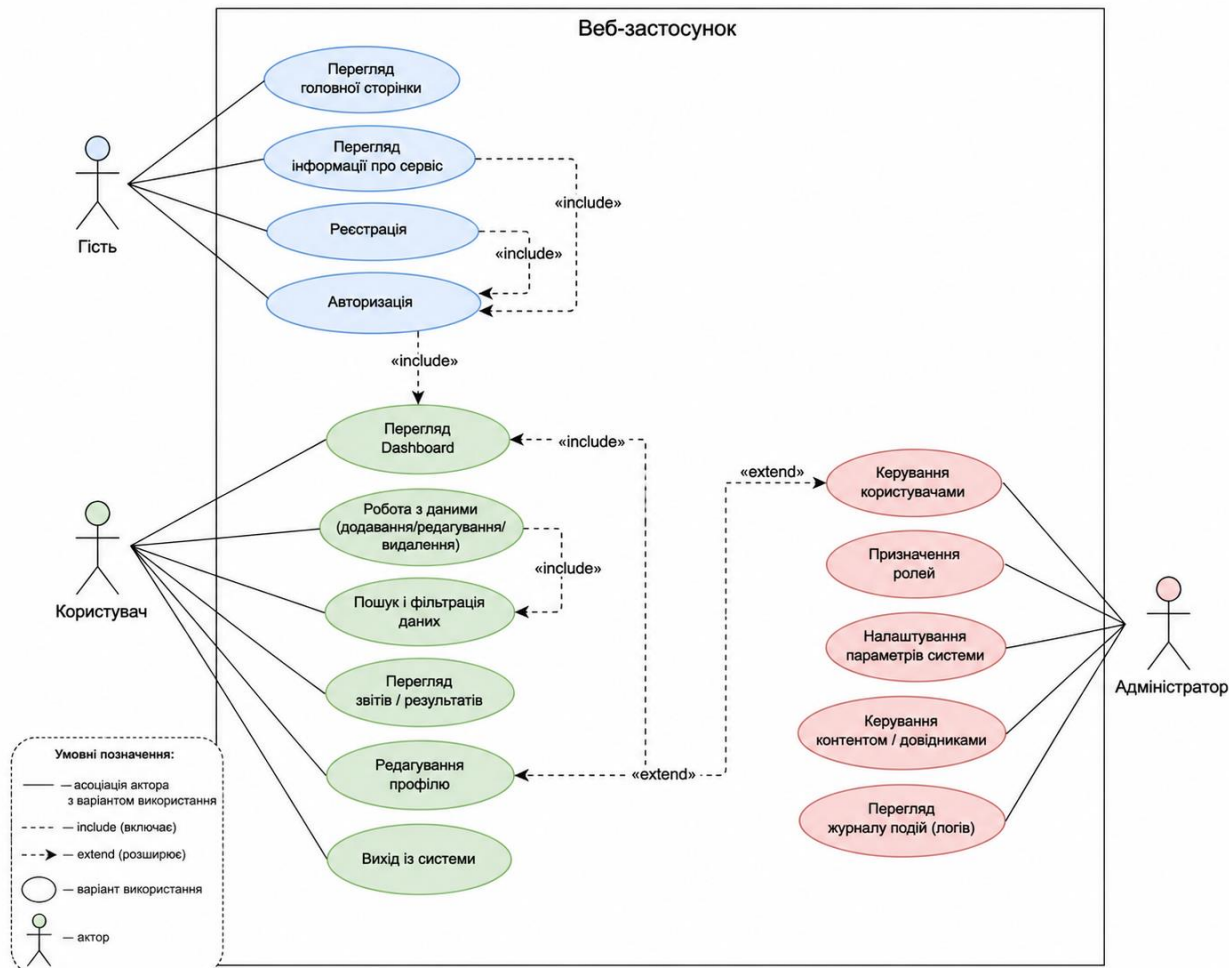 Веб-застосунок
Перегляд
головної сторінки
Перегляд
інформації про сервіс
«include»
Реєстрація
«include»
Гість
Авторизація
«include»
Перегляд
Dashboard
«include»
«extend»
Керування
користувачами
Робота з даними
(додавання/редагування/
видалення)
«include»
Призначення
ролей
Користувач
Пошук і фільтрація
даних
Налаштування
параметрів системи
Адміністратор
Перегляд
звітів / результатів
Керування
контентом / довідниками
Редагування
профілю
«extend»
Перегляд
журналу подій (логів)
Вихід із системи
Умовні позначення:
— асоціація актора
з варіантом використання
— include (включає)
— extend (розширює)
— варіант використання
— актор